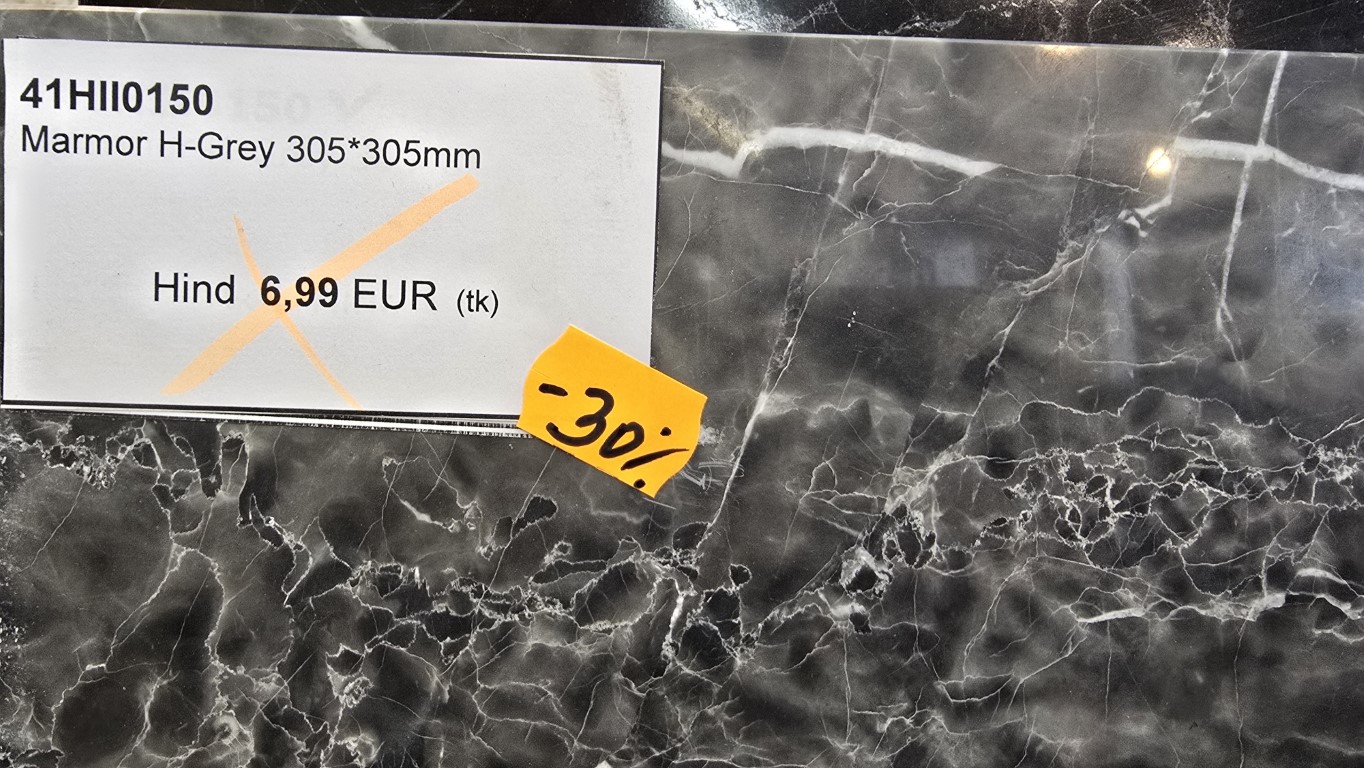 41HII0150
Marmor H-Grey 305*305mm
Hind 6,99 EUR (tk)
-30%